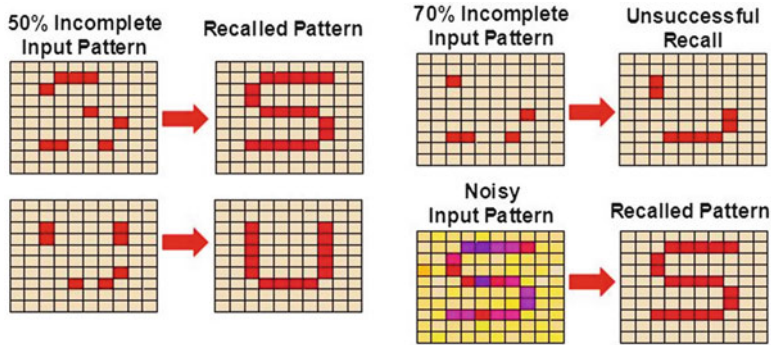 50% Incomplete
Input Pattern
Recalled Pattern
70% Incomplete
Input Pattern
Unsuccessful
Recall
Noisy
Input Pattern
Recalled Pattern